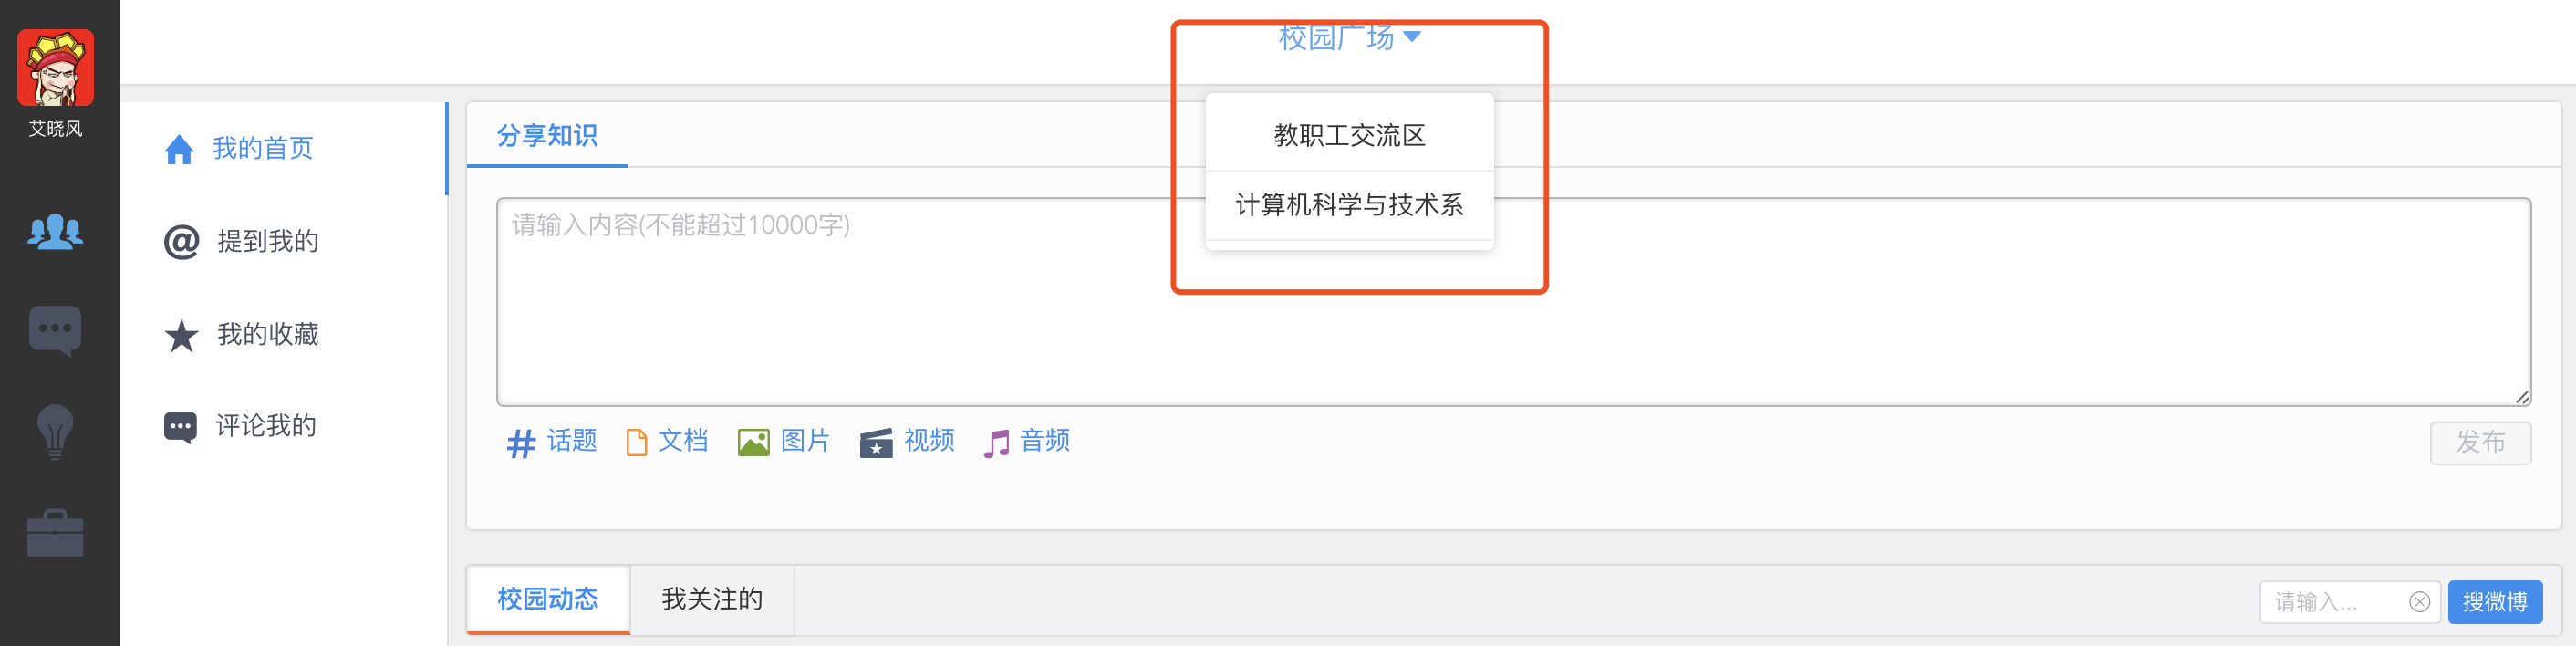 校园广场
艾晓风
我的首页
@ 提到我的
我的收藏
评论我的
分享知识
教职工交流区
计算机科学与技术系
请输入内容(不能超过10000字)
# 话题 文档 图片 视频 音频
发布
校园动态 我关注的
请输入... 搜微博